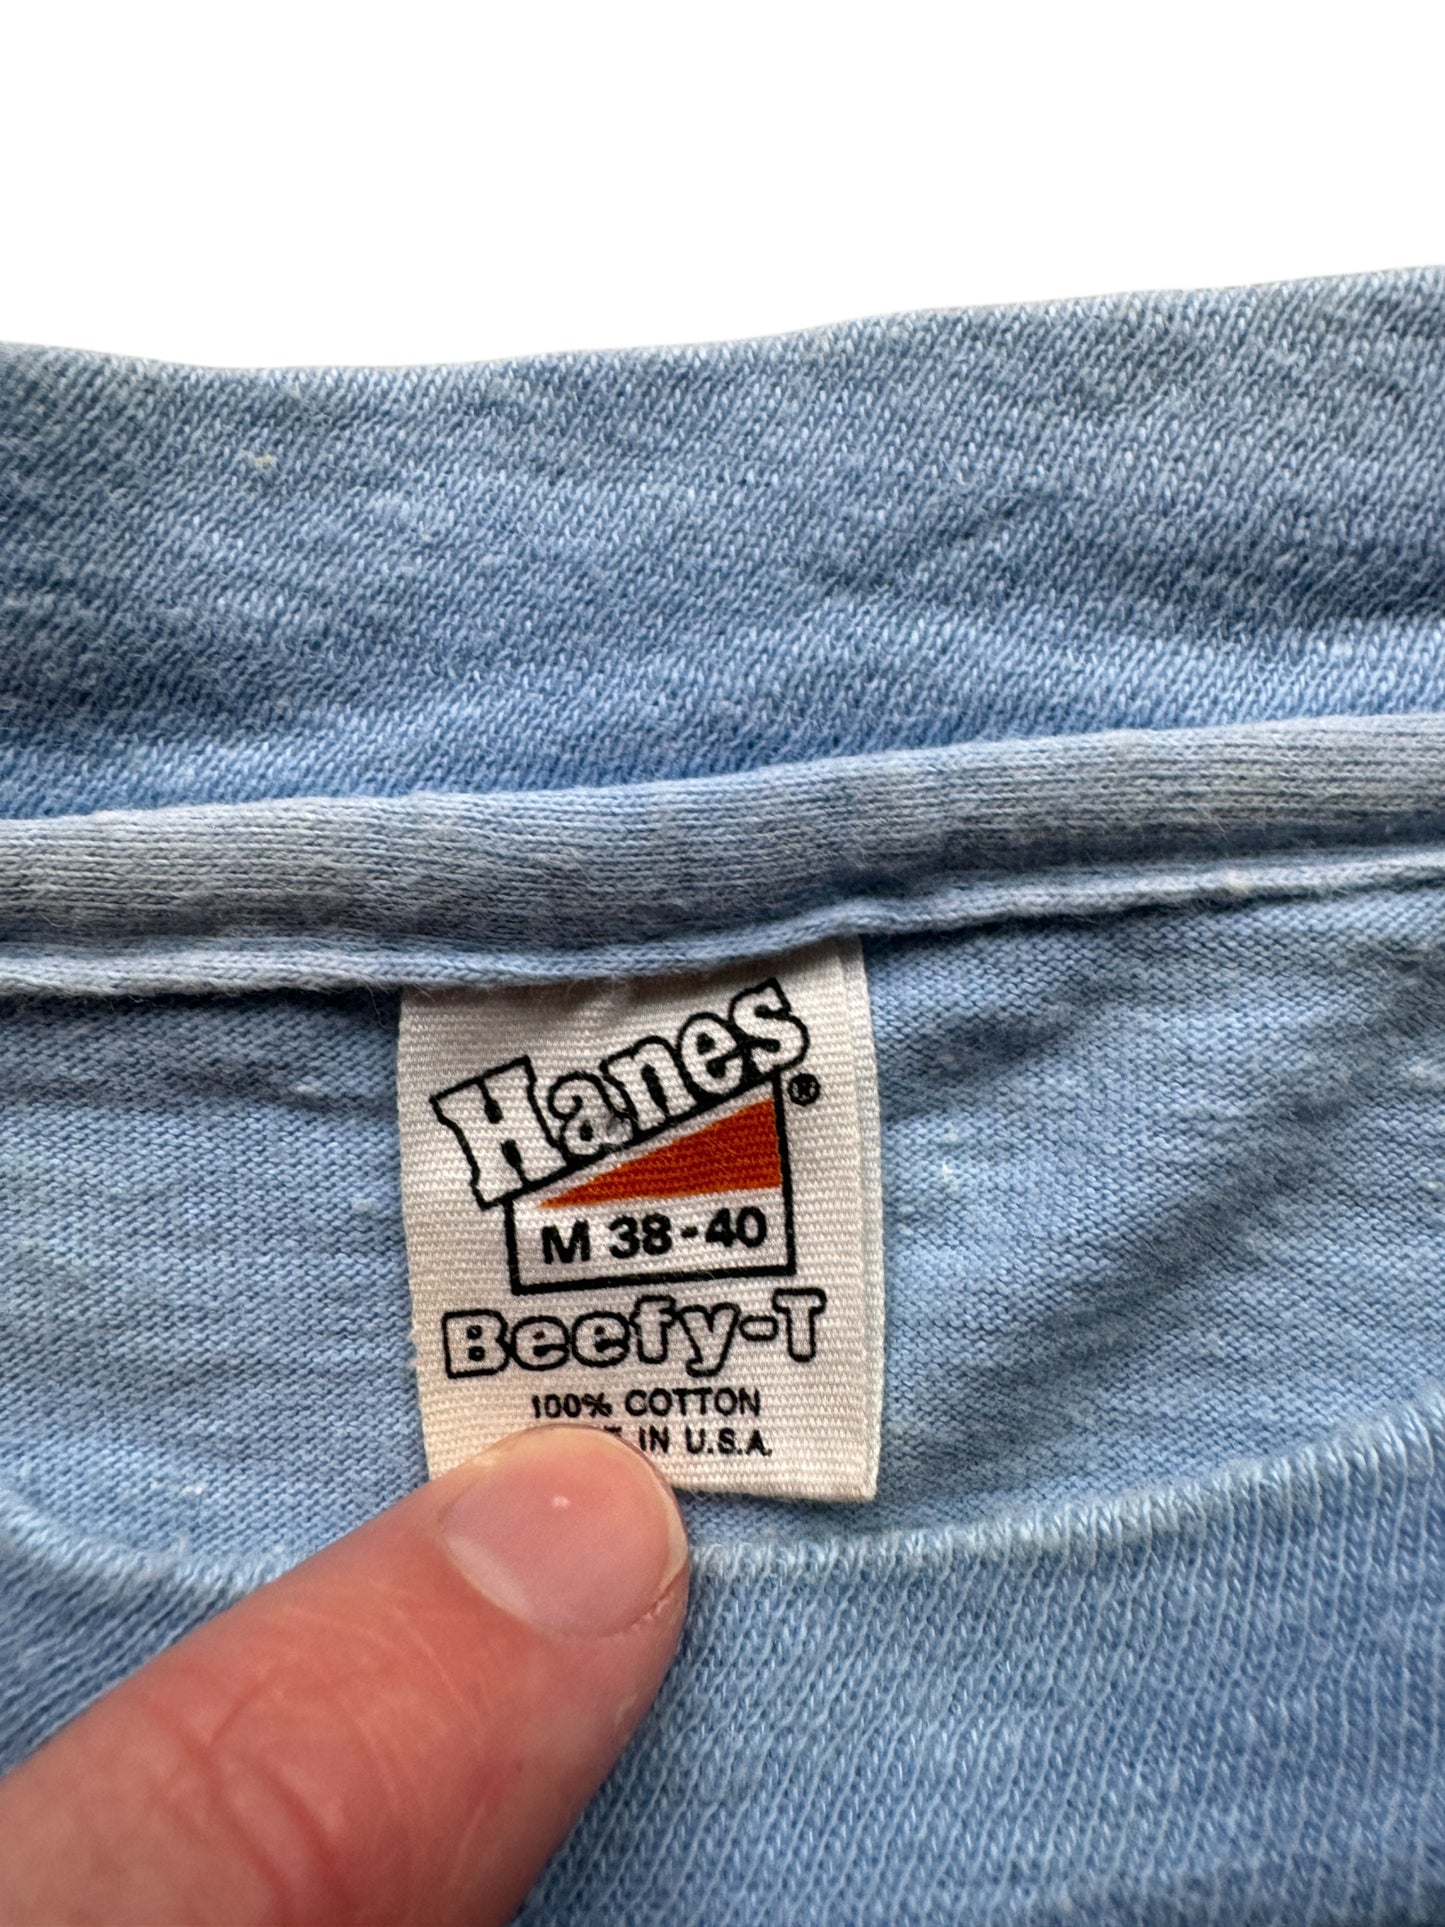 Hanes®
M 38-40
Beefy-T
100% COTTON
IN U.S.A.